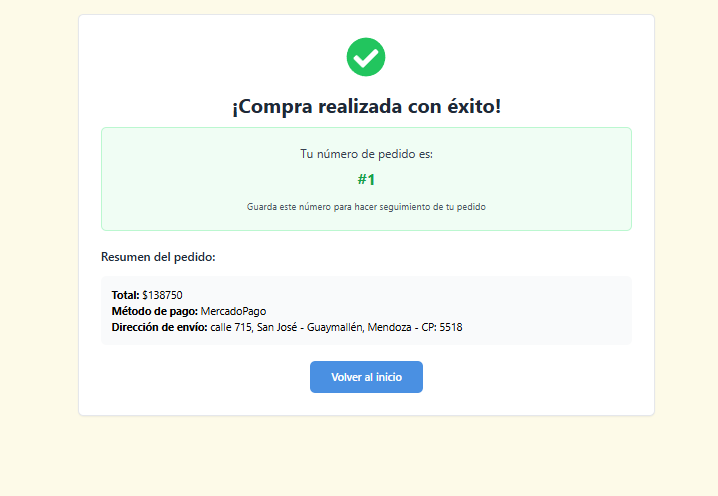 ¡Compra realizada con éxito!
Tu número de pedido es:
#1
Guarda este número para hacer seguimiento de tu pedido
Resumen del pedido:
Total: $138750
Método de pago: MercadoPago
Dirección de envío: calle 715, San José - Guaymallén, Mendoza - CP: 5518
Volver al inicio